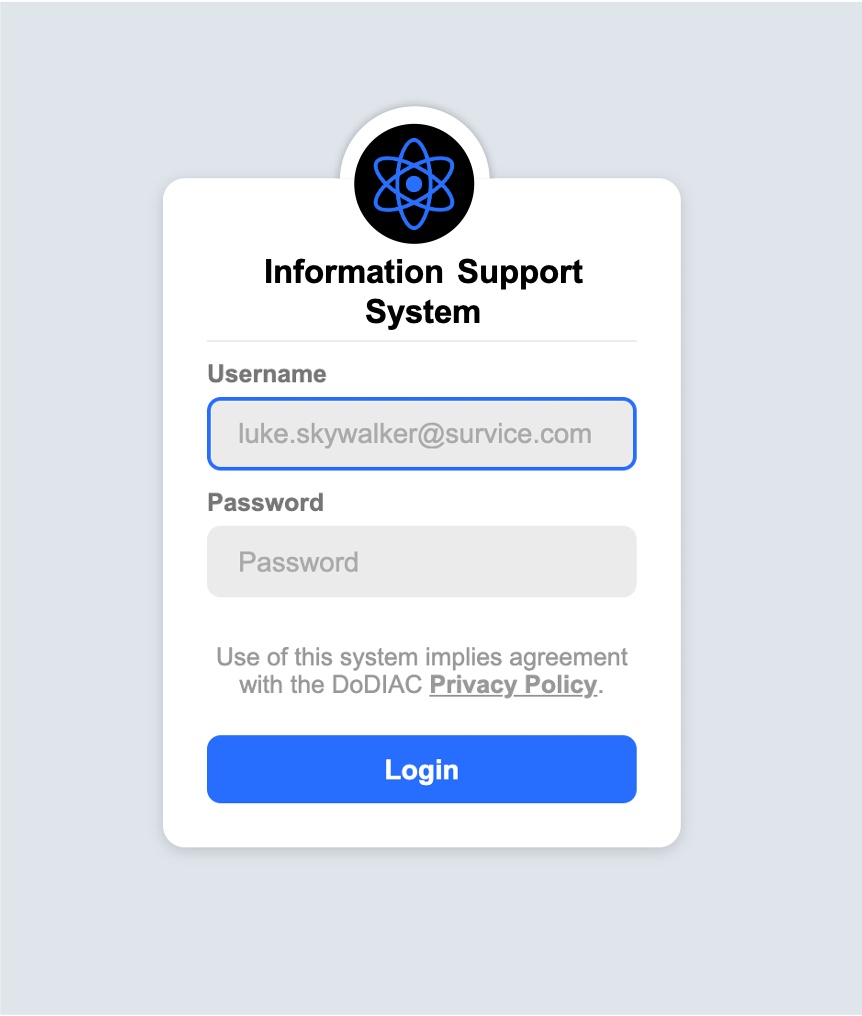 Information Support
System
Username
luke.skywalker@survice.com
Password
Password
Use of this system implies agreement
with the DoDIAC Privacy Policy.
Login